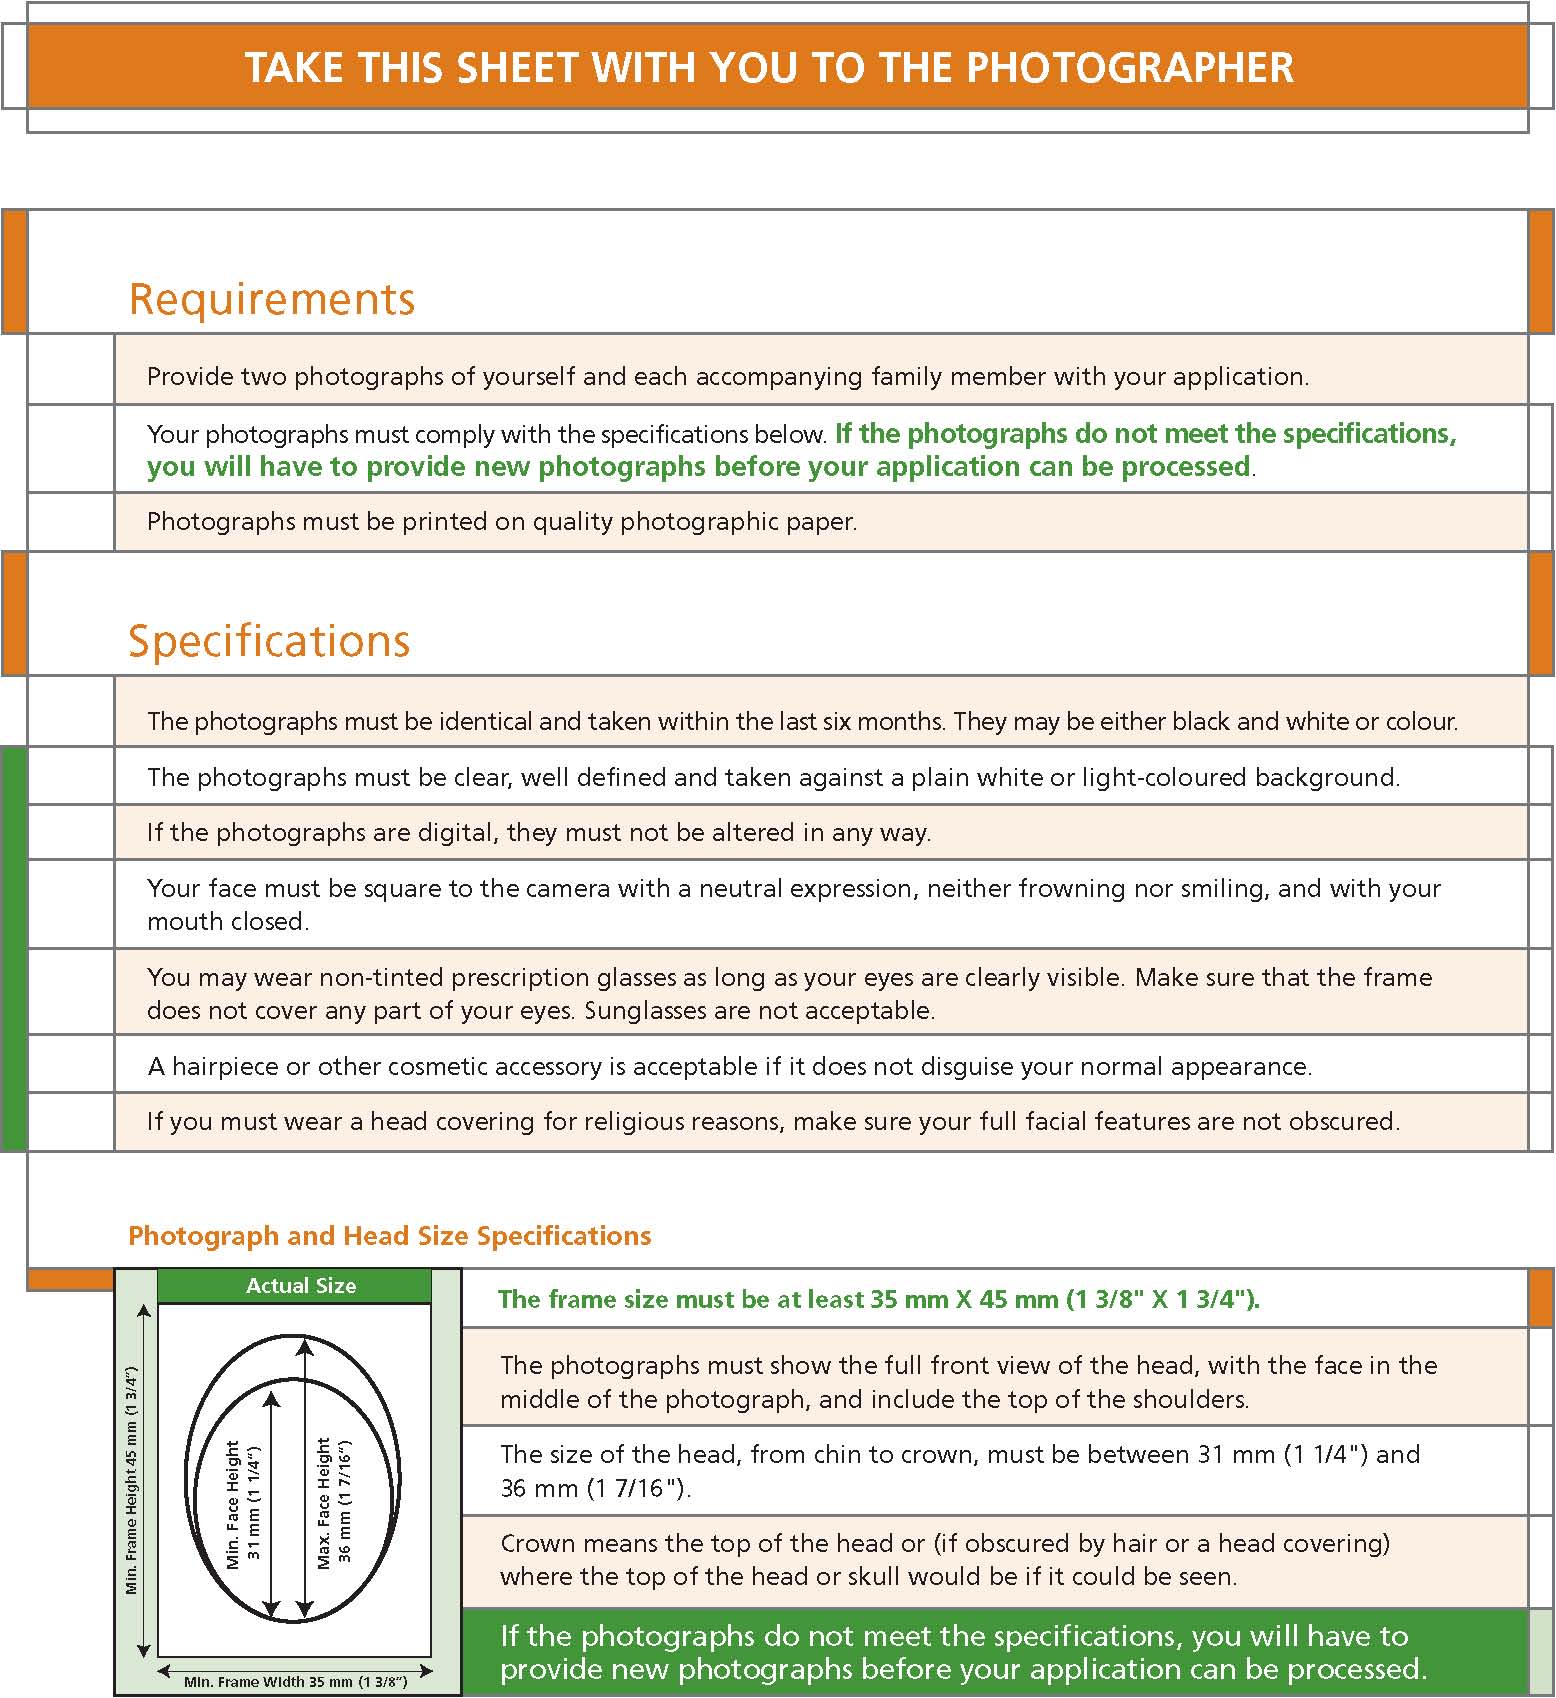 TAKE THIS SHEET WITH YOU TO THE PHOTOGRAPHER
Requirements
Provide two photographs of yourself and each accompanying family member with your application.
Your photographs must comply with the specifications below. If the photographs do not meet the specifications,
you will have to provide new photographs before your application can be processed.
Photographs must be printed on quality photographic paper.
Specifications
The photographs must be identical and taken within the last six months. They may be either black and white or colour.
The photographs must be clear, well defined and taken against a plain white or light-coloured background.
If the photographs are digital, they must not be altered in any way.
Your face must be square to the camera with a neutral expression, neither frowning nor smiling, and with your
mouth closed.
You may wear non-tinted prescription glasses as long as your eyes are clearly visible. Make sure that the frame
does not cover any part of your eyes. Sunglasses are not acceptable.
A hairpiece or other cosmetic accessory is acceptable if it does not disguise your normal appearance.
If you must wear a head covering for religious reasons, make sure your full facial features are not obscured.
Photograph and Head Size Specifications
Actual Size
Min. Frame Height 45 mm (1 3/4")
Min. Face Height
31 mm (1 1/4")
Max. Face Height
36 mm (1 7/16")
Min. Frame Width 35 mm (1 3/8")
The frame size must be at least 35 mm X 45 mm (1 3/8" X 1 3/4").
The photographs must show the full front view of the head, with the face in the
middle of the photograph, and include the top of the shoulders.
The size of the head, from chin to crown, must be between 31 mm (1 1/4") and
36 mm (1 7/16").
Crown means the top of the head or (if obscured by hair or a head covering)
where the top of the head or skull would be if it could be seen.
If the photographs do not meet the specifications, you will have to
provide new photographs before your application can be processed.